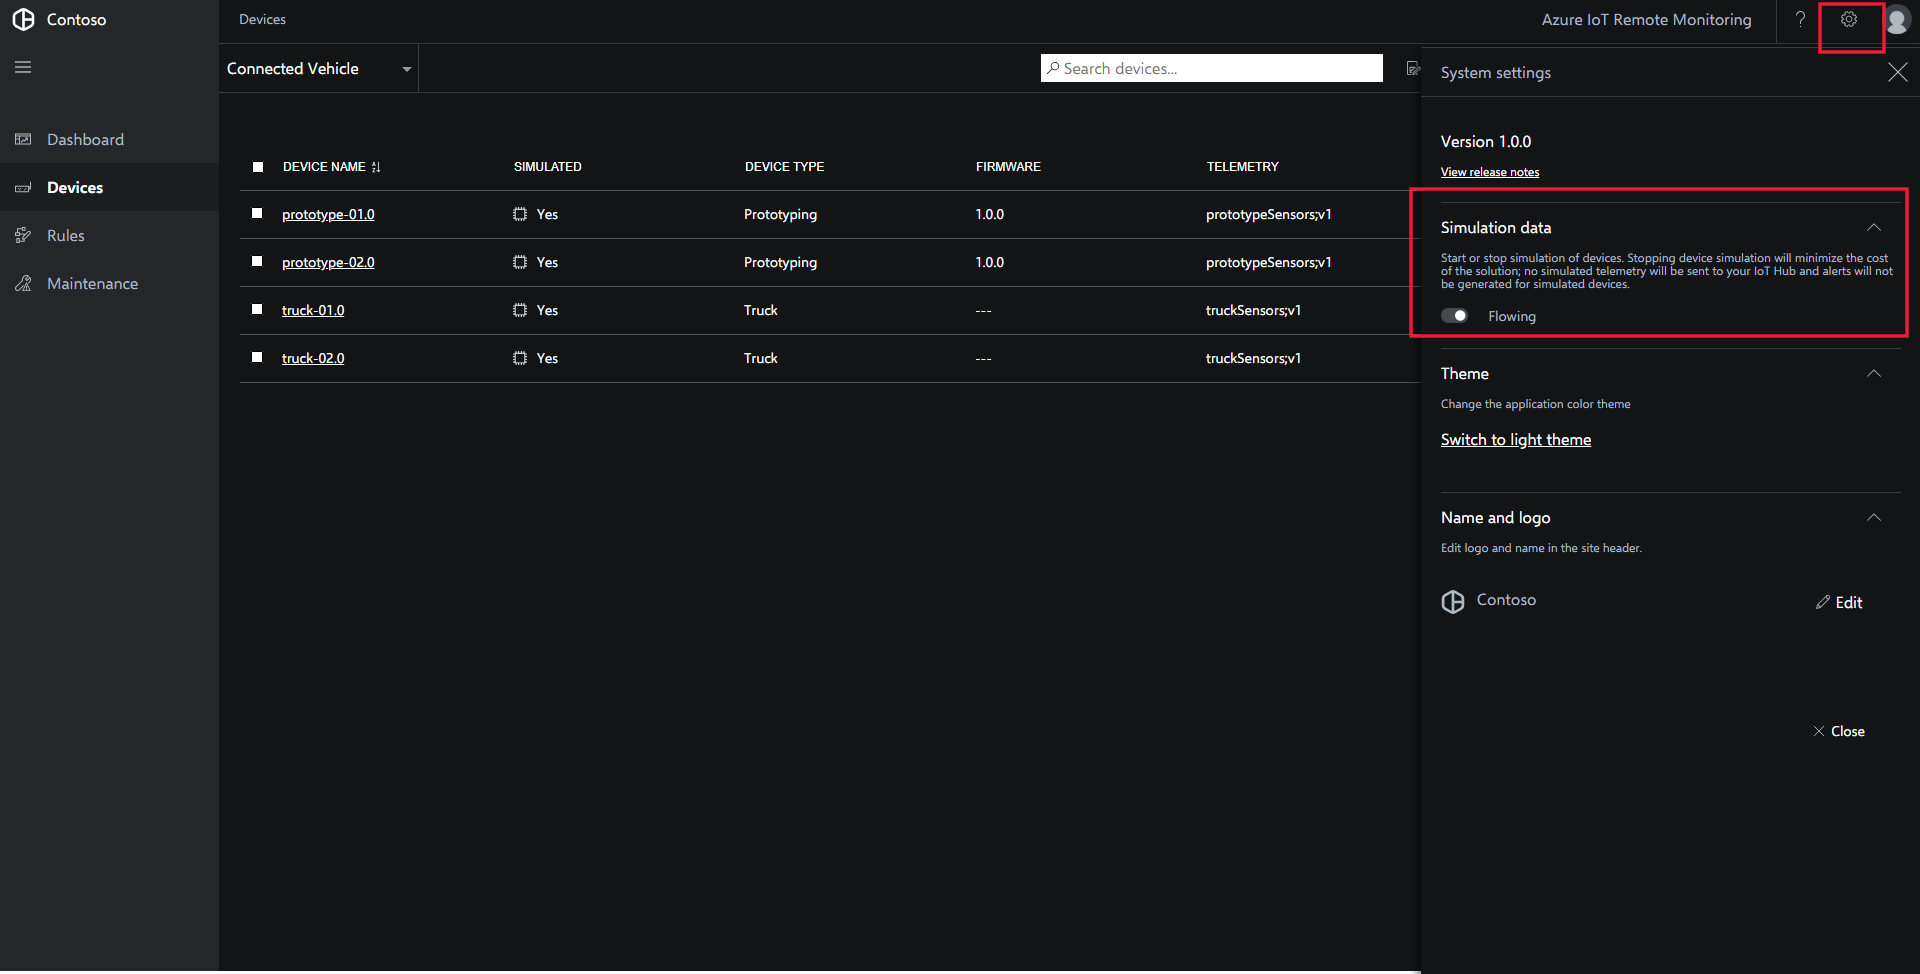 Contoso
Devices
Azure IoT Remote Monitoring
?
Connected Vehicle
Search devices...
System settings
Dashboard
Devices
Rules
Maintenance
DEVICE NAME SIMULATED DEVICE TYPE FIRMWARE TELEMETRY
prototype-01.0 Yes Prototyping 1.0.0 prototypeSensors;v1
prototype-02.0 Yes Prototyping 1.0.0 prototypeSensors;v1
truck-01.0 Yes Truck --- truckSensors;v1
truck-02.0 Yes Truck --- truckSensors;v1
Version 1.0.0
View release notes
Simulation data
Start or stop simulation of devices. Stopping device simulation will minimize the cost
of the solution; no simulated telemetry will be sent to your IoT Hub and alerts will not
be generated for simulated devices.
Flowing
Theme
Change the application color theme
Switch to light theme
Name and logo
Edit logo and name in the site header.
Contoso
Edit
Close